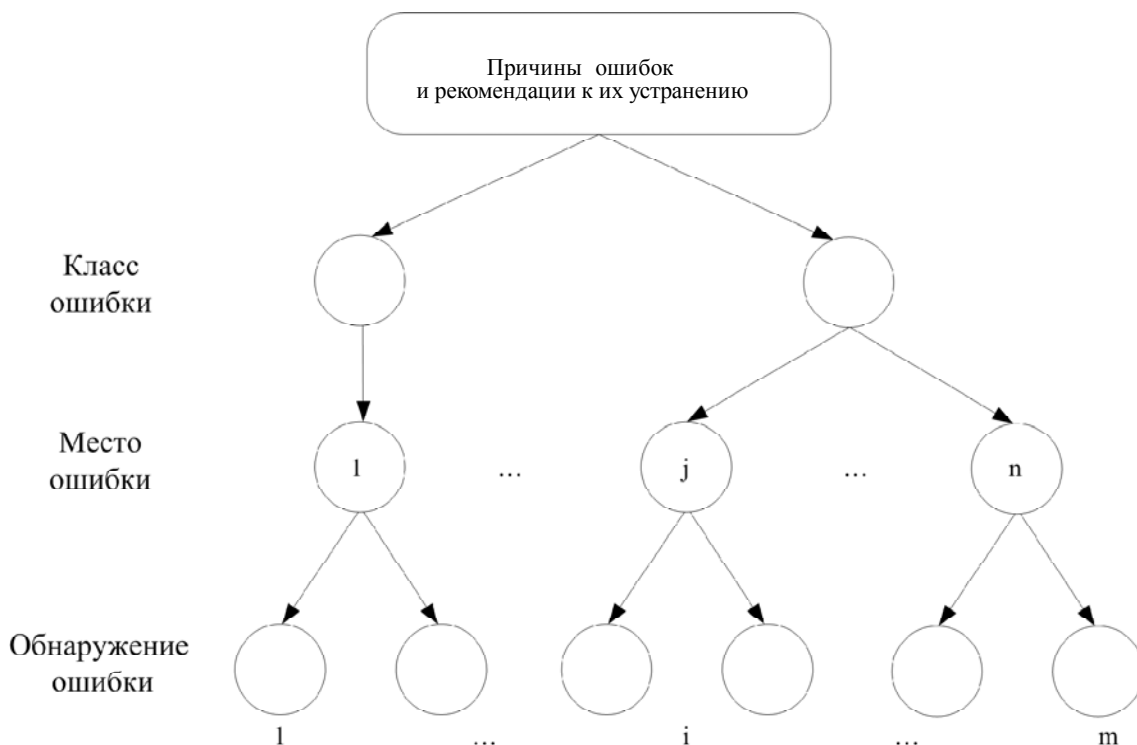 Причины ошибок
и рекомендации к их устранению
Класс
ошибки
Место
ошибки
1 ... j ... n
Обнаружение
ошибки
1 ... i ... m